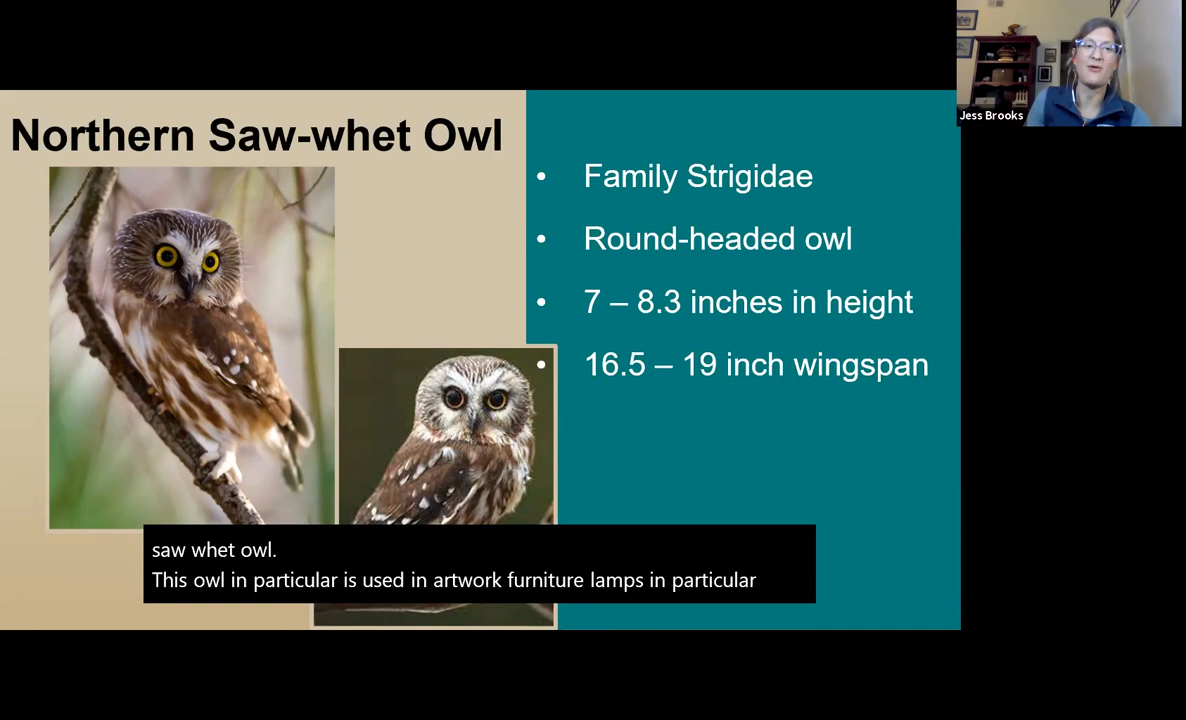 Jess Brooks
Northern Saw-whet Owl
• Family Strigidae
• Round-headed owl
• 7 – 8.3 inches in height
• 16.5 – 19 inch wingspan
saw whet owl.
This owl in particular is used in artwork furniture lamps in particular